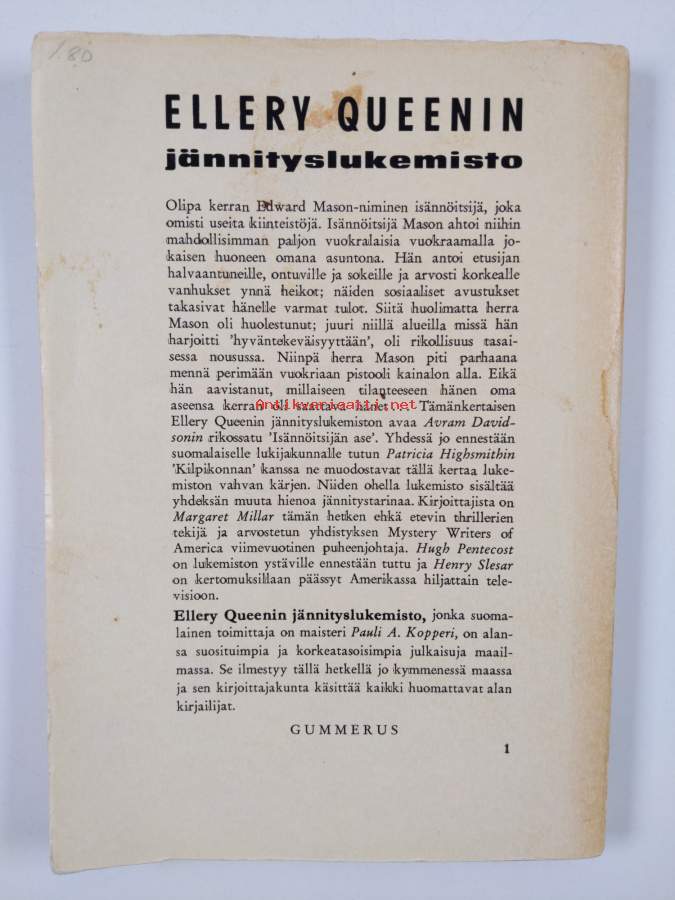 1.80
ELLERY QUEENIN
jännityslukemisto
Olipa kerran Edward Mason-niminen isännöitsijä, joka
omisti useita kiinteistöjä. Isännöitsijä Mason ahtoi niihin
mahdollisimman paljon vuokralaisia vuokraamalla jo-
kaisen huoneen omana asuntona. Hän antoi etusijan
halvaantuneille, ontuville ja sokeille ja arvosti korkealle
vanhukset ynnä heikot; näiden sosiaaliset avustukset
takasivat hänelle varmat tulot. Siitä huolimatta herra
Mason oli huolestunut; juuri niillä alueilla missä hän
harjoitti 'hyväntekeväisyyttään', oli rikollisuus tasai-
sessa nousussa. Niinpä herra Mason piti parhaana
mennä perimään vuokriaan pistooli kainalon alla. Eikä
hän aavistanut, millaiseen tilanteeseen hänen oma
aseensa kerran oli saattava hänet . . . Tämänkertaisen
Antikvariaatti.net
Ellery Queenin jännityslukemiston avaa Avram David-
sonin rikossatu 'Isännöitsijän ase'. Yhdessä jo ennestään
suomalaiselle lukijakunnalle tutun Patricia Highsmithin
'Kilpikonnan' kanssa ne muodostavat tällä kertaa luke-
miston vahvan kärjen. Niiden ohella lukemisto sisältää
yhdeksän muuta hienoa jännitystarinaa. Kirjoittajista on
Margaret Millar tämän hetken ehkä etevin thrillerien
tekijä ja arvostetun yhdistyksen Mystery Writers of
America viimevuotinen puheenjohtaja. Hugh Pentecost
on lukemiston ystäville ennestään tuttu ja Henry Slesar
on kertomuksillaan päässyt Amerikassa hiljattain tele-
visioon.
Ellery Queenin jännityslukemisto, jonka suoma-
lainen toimittaja on maisteri Pauli A. Kopperi, on alan-
sa suosituimpia ja korkeatasoisimpia julkaisuja maail-
massa. Se ilmestyy tällä hetkellä jo kymmenessä maassa
ja sen kirjoittajakunta käsittää kaikki huomattavat alan
kirjailijat.
GUMMERUS
1